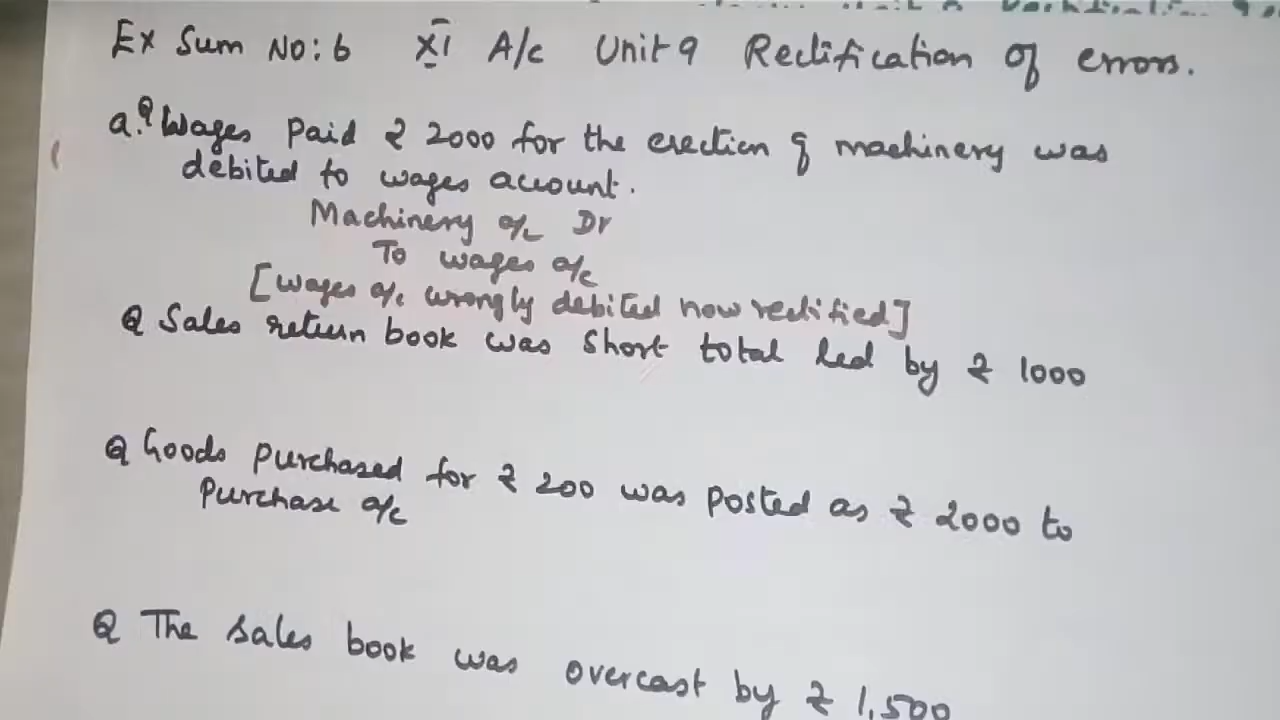 Ex Sum No: 6 XI A/c Unit 9 Rectification of errors.
a. Q Wages Paid ₹ 2000 for the erection of machinery was
debited to wages account.
Machinery a/c Dr
To wages a/c
[Wages a/c wrongly debited now rectified]
Q Sales return book was short total led by ₹ 1000
Q Goods purchased for ₹ 200 was posted as ₹ 2000 to
Purchase a/c
Q The sales book was overcast by ₹ 1,500